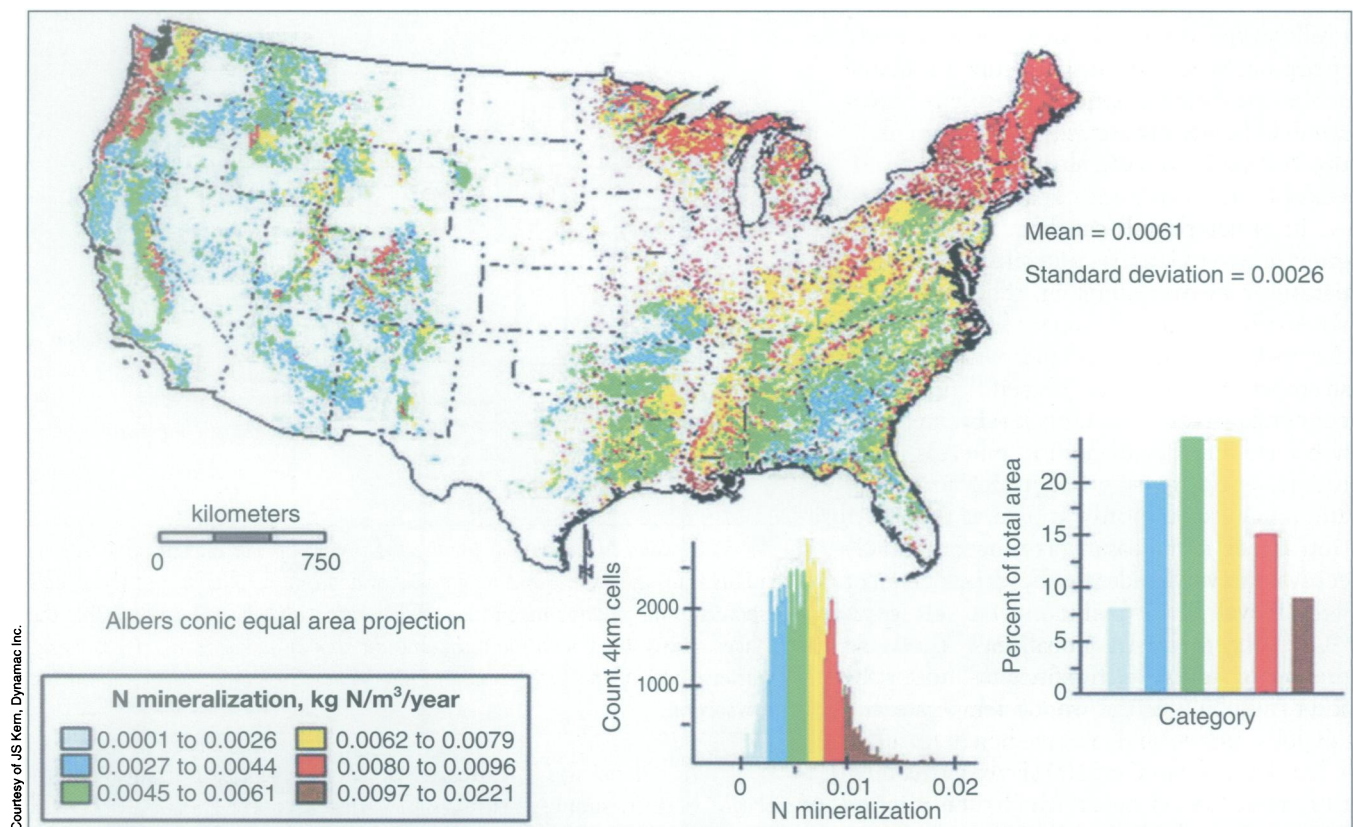 Mean = 0.0061
Standard deviation = 0.0026
kilometers
0 750
Albers conic equal area projection
N mineralization, kg N/m³/year
0.0001 to 0.0026
0.0027 to 0.0044
0.0045 to 0.0061
0.0062 to 0.0079
0.0080 to 0.0096
0.0097 to 0.0221
Count 4km cells
2000
1000
0 0.01 0.02
N mineralization
Percent of total area
20
15
10
5
0
Category
Courtesy of JS Kern, Dynamac Inc.